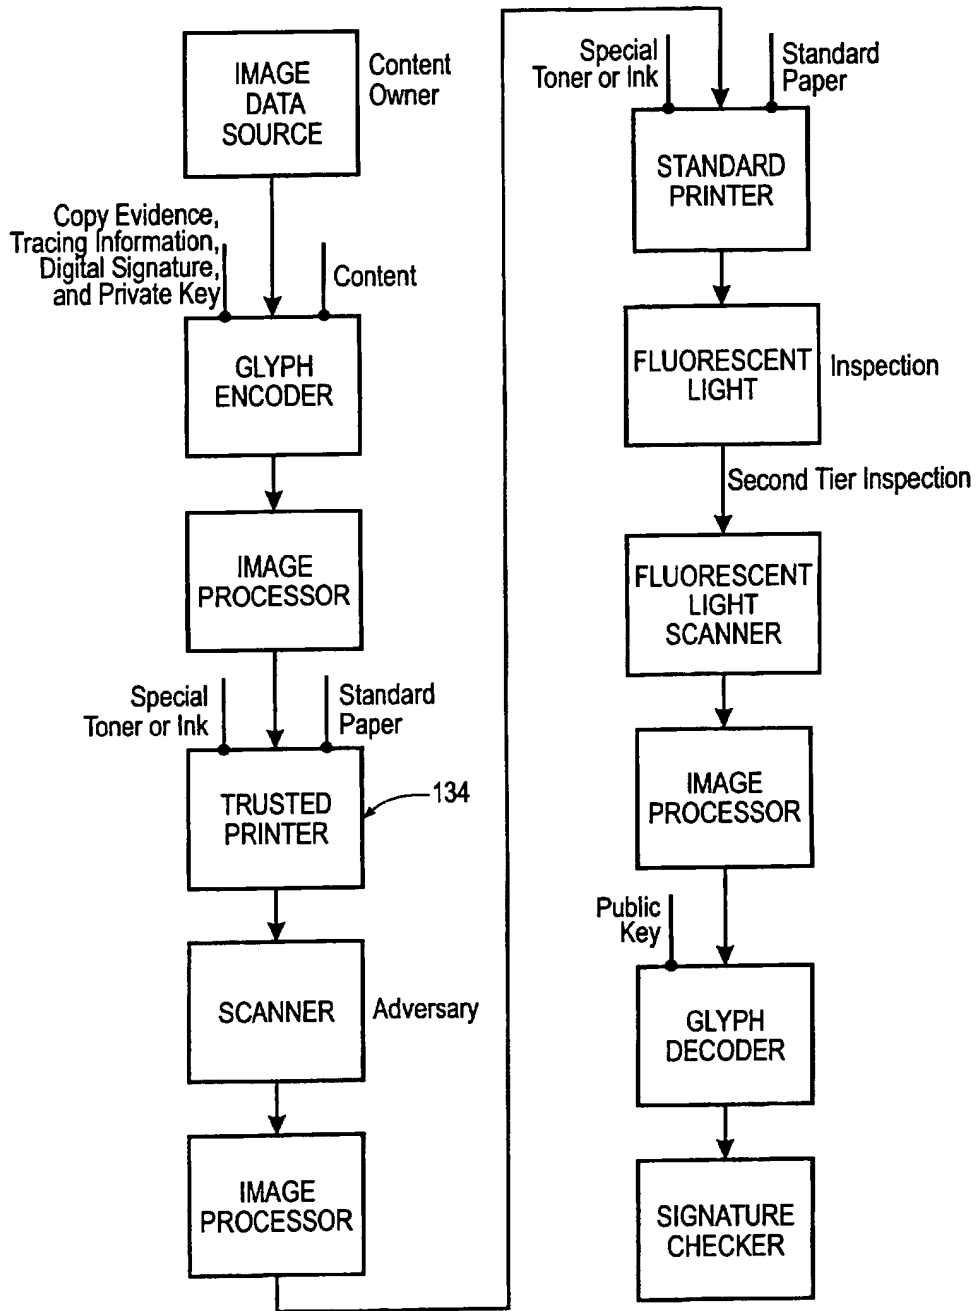 IMAGE
DATA
SOURCE
Content
Owner
Copy Evidence,
Tracing Information,
Digital Signature,
and Private Key
Content
GLYPH
ENCODER
IMAGE
PROCESSOR
Special
Toner or Ink
Standard
Paper
TRUSTED
PRINTER
134
SCANNER
Adversary
IMAGE
PROCESSOR
Special
Toner or Ink
Standard
Paper
STANDARD
PRINTER
FLUORESCENT
LIGHT
Inspection
Second Tier Inspection
FLUORESCENT
LIGHT
SCANNER
IMAGE
PROCESSOR
Public
Key
GLYPH
DECODER
SIGNATURE
CHECKER